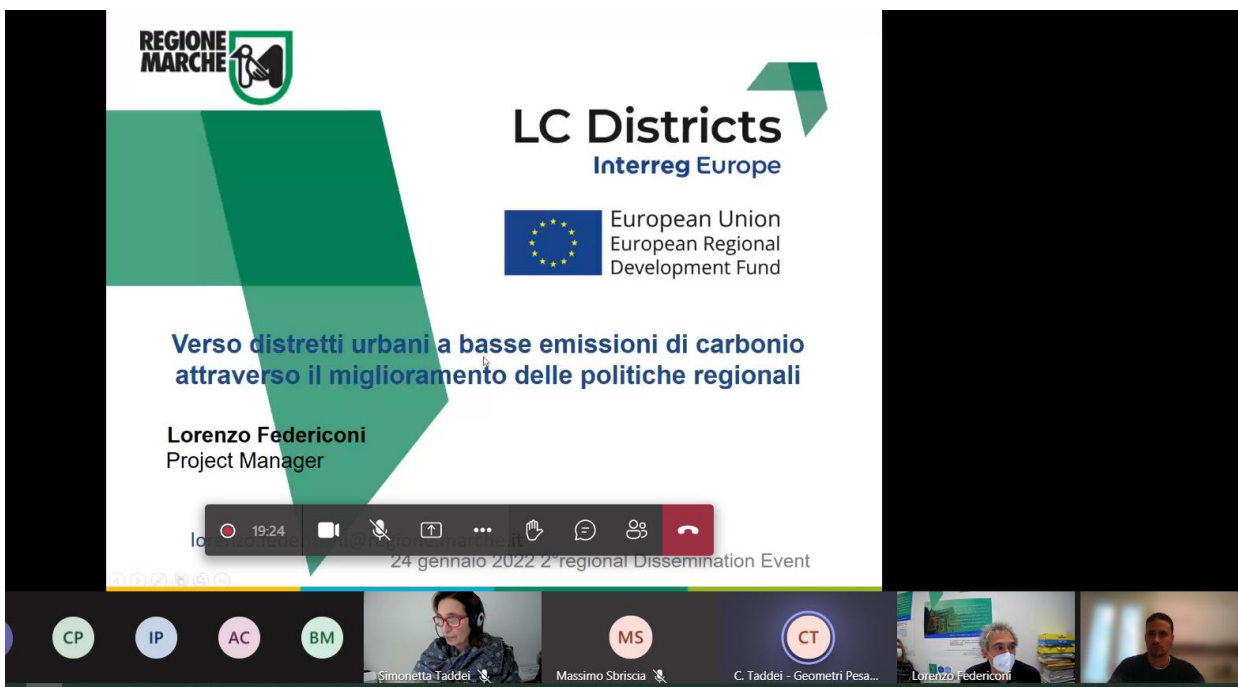 REGIONE
MARCHE
LC Districts
Interreg Europe
European Union
European Regional
Development Fund
Verso distretti urbani a basse emissioni di carbonio
attraverso il miglioramento delle politiche regionali
Lorenzo Federiconi
Project Manager
19:24
24 gennaio 2022 2°regional Dissemination Event
CP
IP
AC
BM
Simonetta Taddei
MS
Massimo Sbriscia
CT
C. Taddei - Geometri Pesa...
Lorenzo Federiconi